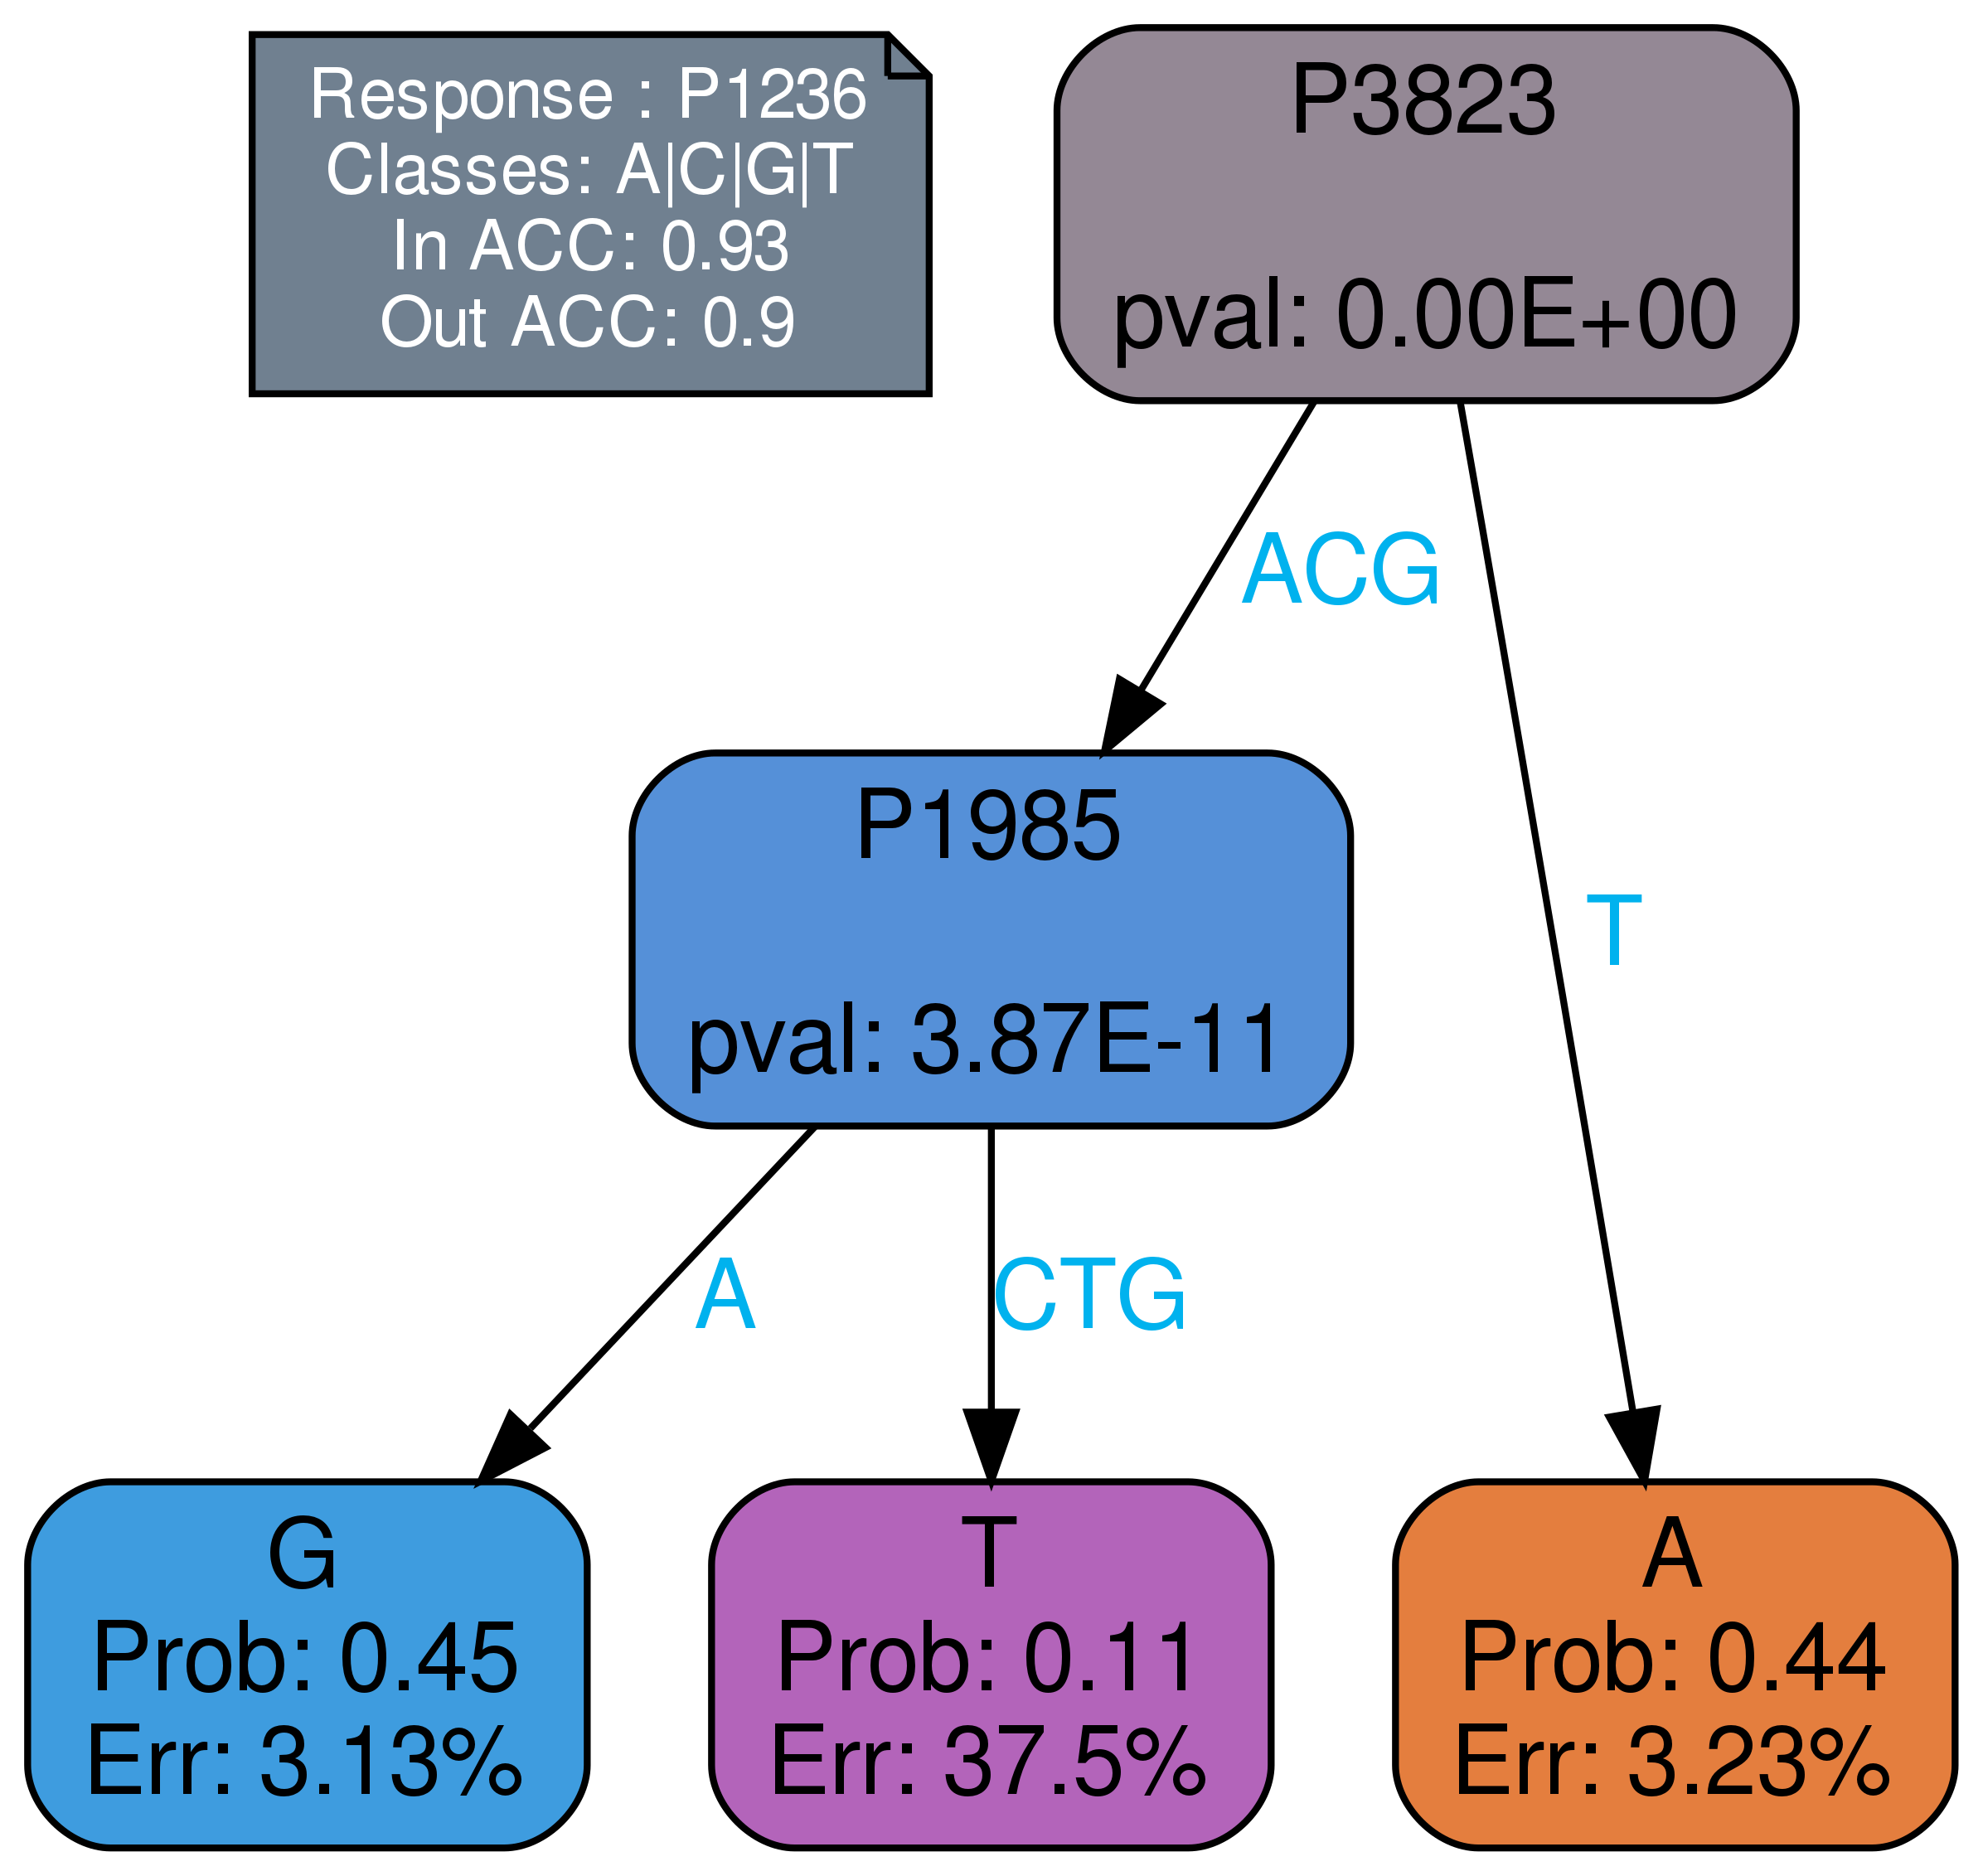 Response : P1236
Classes: A|C|G|T
In ACC: 0.93
Out ACC: 0.9
P3823
pval: 0.00E+00
ACG
T
P1985
pval: 3.87E-11
A
CTG
G
Prob: 0.45
Err: 3.13%
T
Prob: 0.11
Err: 37.5%
A
Prob: 0.44
Err: 3.23%